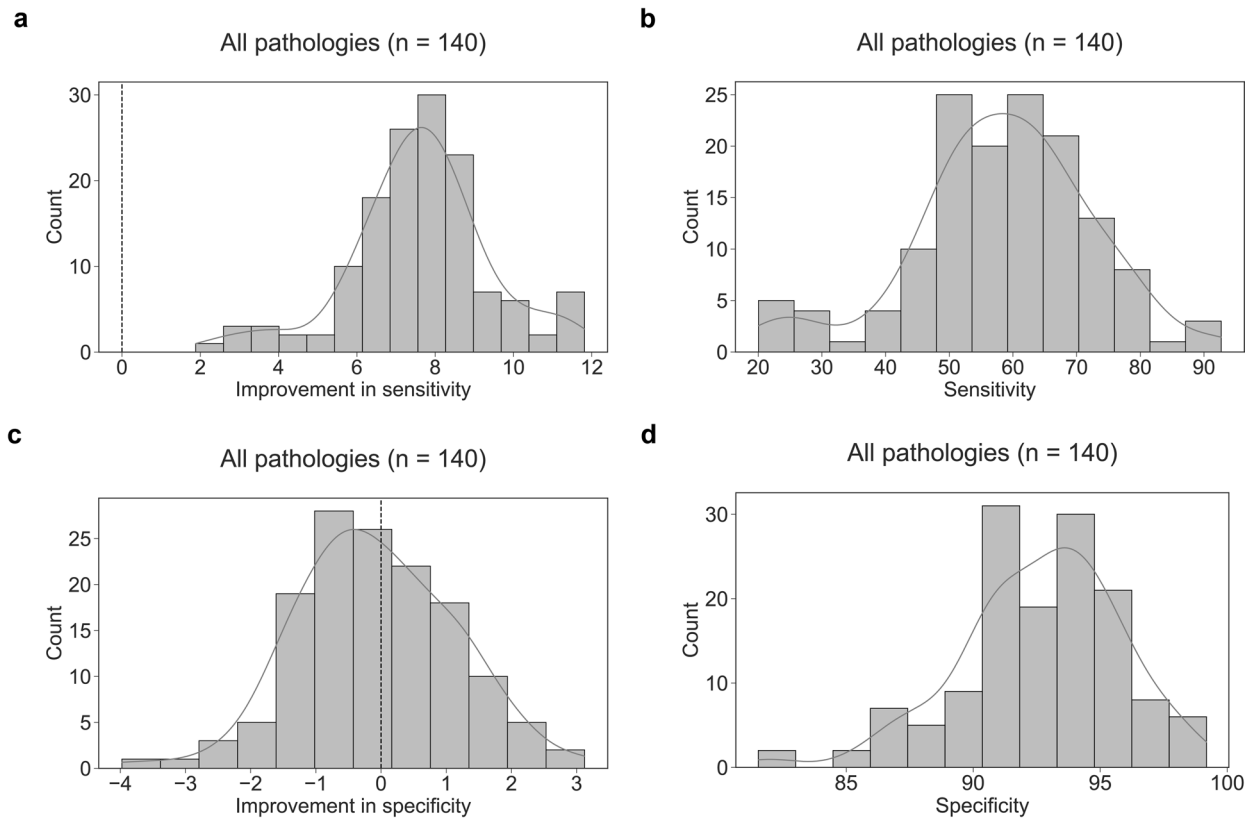 a
All pathologies (n = 140)
30
20
10
0
Count
0 2 4 6 8 10 12
Improvement in sensitivity
b
All pathologies (n = 140)
25
20
15
10
5
0
Count
20 30 40 50 60 70 80 90
Sensitivity
c
All pathologies (n = 140)
25
20
15
10
5
0
Count
−4 −3 −2 −1 0 1 2 3
Improvement in specificity
d
All pathologies (n = 140)
30
20
10
0
Count
85 90 95 100
Specificity